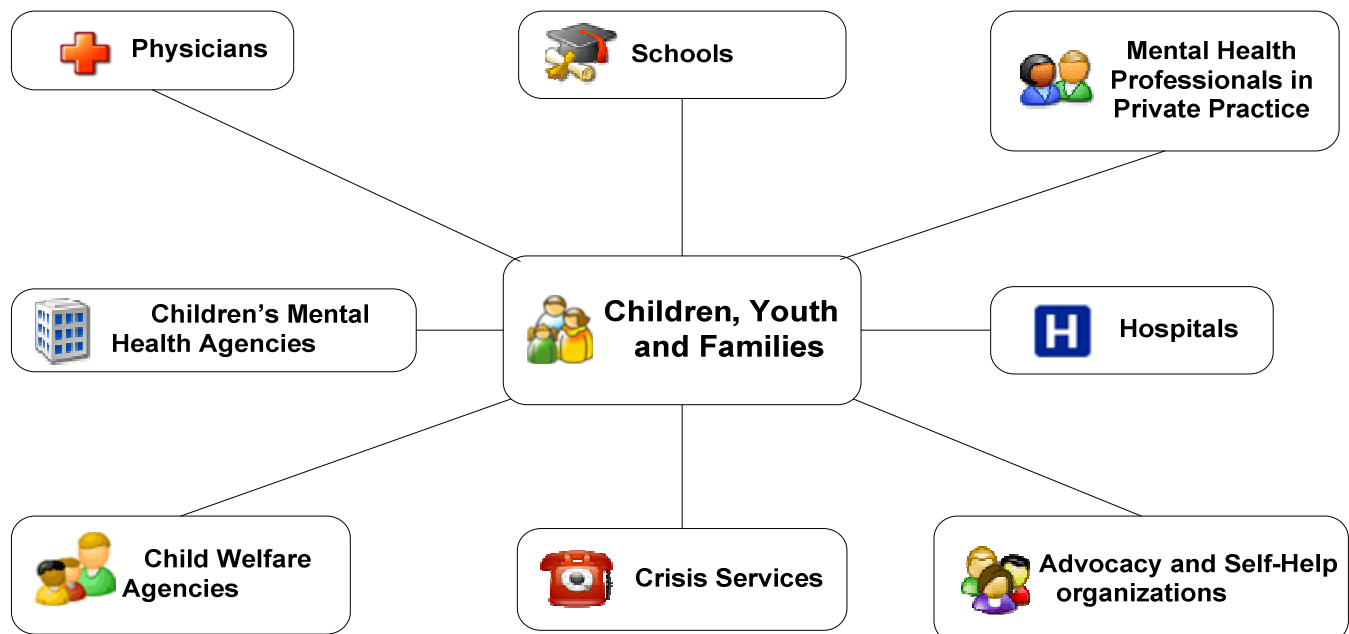 Physicians
Schools
Mental Health
Professionals in
Private Practice
Children's Mental
Health Agencies
Children, Youth
and Families
H
Hospitals
Child Welfare
Agencies
Crisis Services
Advocacy and Self-Help
organizations